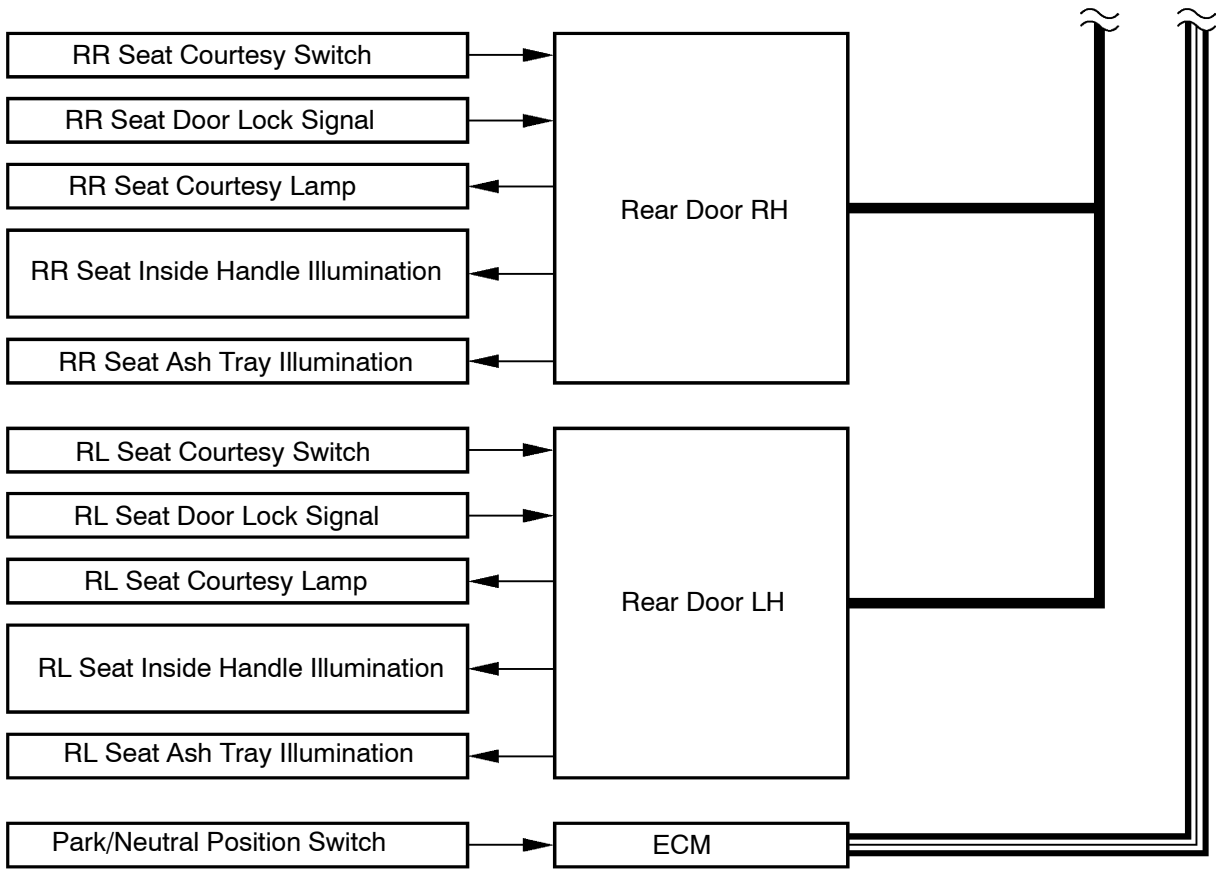 RR Seat Courtesy Switch
RR Seat Door Lock Signal
RR Seat Courtesy Lamp
RR Seat Inside Handle Illumination
RR Seat Ash Tray Illumination
Rear Door RH
RL Seat Courtesy Switch
RL Seat Door Lock Signal
RL Seat Courtesy Lamp
RL Seat Inside Handle Illumination
RL Seat Ash Tray Illumination
Rear Door LH
Park/Neutral Position Switch
ECM